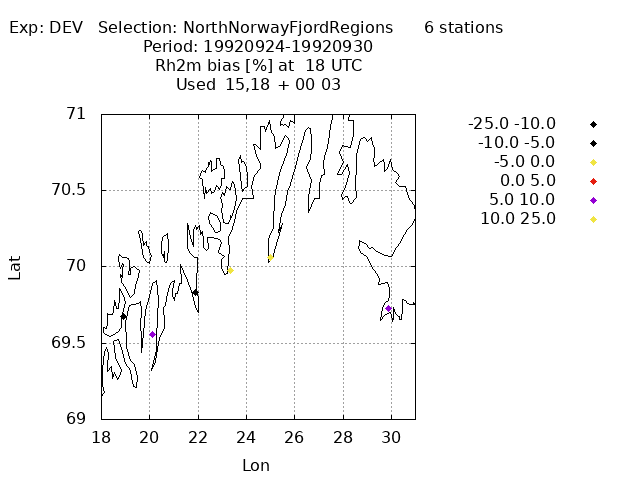 Exp: DEV   Selection: NorthNorwayFjordRegions      6 stations
Period: 19920924-19920930
Rh2m bias [%] at  18 UTC
Used  15,18 + 00 03
-25.0 -10.0
-10.0 -5.0
-5.0 0.0
0.0 5.0
5.0 10.0
10.0 25.0
71
70.5
70
69.5
69
Lat
18 20 22 24 26 28 30
Lon